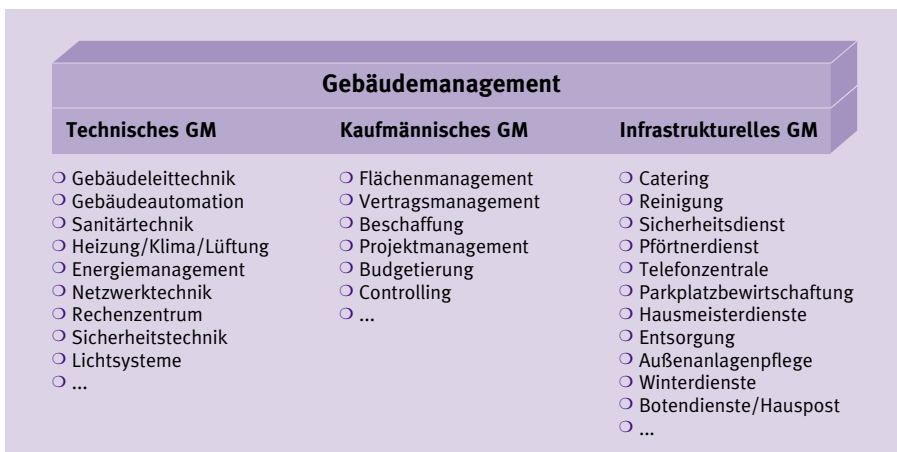 Gebäudemanagement
Technisches GM
❍ Gebäudeleittechnik
❍ Gebäudeautomation
❍ Sanitärtechnik
❍ Heizung/Klima/Lüftung
❍ Energiemanagement
❍ Netzwerktechnik
❍ Rechenzentrum
❍ Sicherheitstechnik
❍ Lichtsysteme
❍ ...
Kaufmännisches GM
❍ Flächenmanagement
❍ Vertragsmanagement
❍ Beschaffung
❍ Projektmanagement
❍ Budgetierung
❍ Controlling
❍ ...
Infrastrukturelles GM
❍ Catering
❍ Reinigung
❍ Sicherheitsdienst
❍ Pförtnerdienst
❍ Telefonzentrale
❍ Parkplatzbewirtschaftung
❍ Hausmeisterdienste
❍ Entsorgung
❍ Außenanlagenpflege
❍ Winterdienste
❍ Botendienste/Hauspost
❍ ...